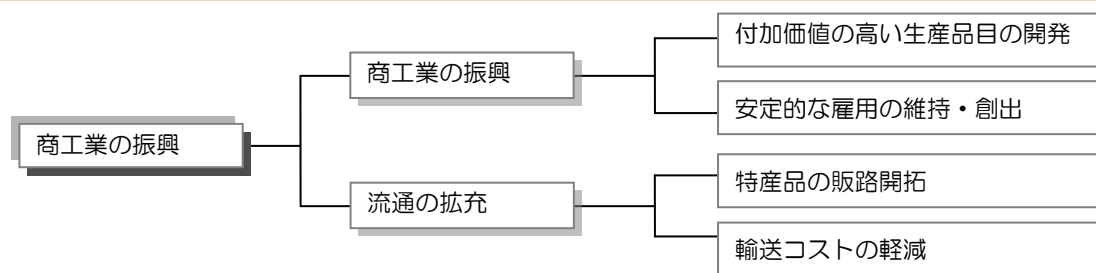 商工業の振興
商工業の振興
流通の拡充
付加価値の高い生産品目の開発
安定的な雇用の維持・創出
特産品の販路開拓
輸送コストの軽減